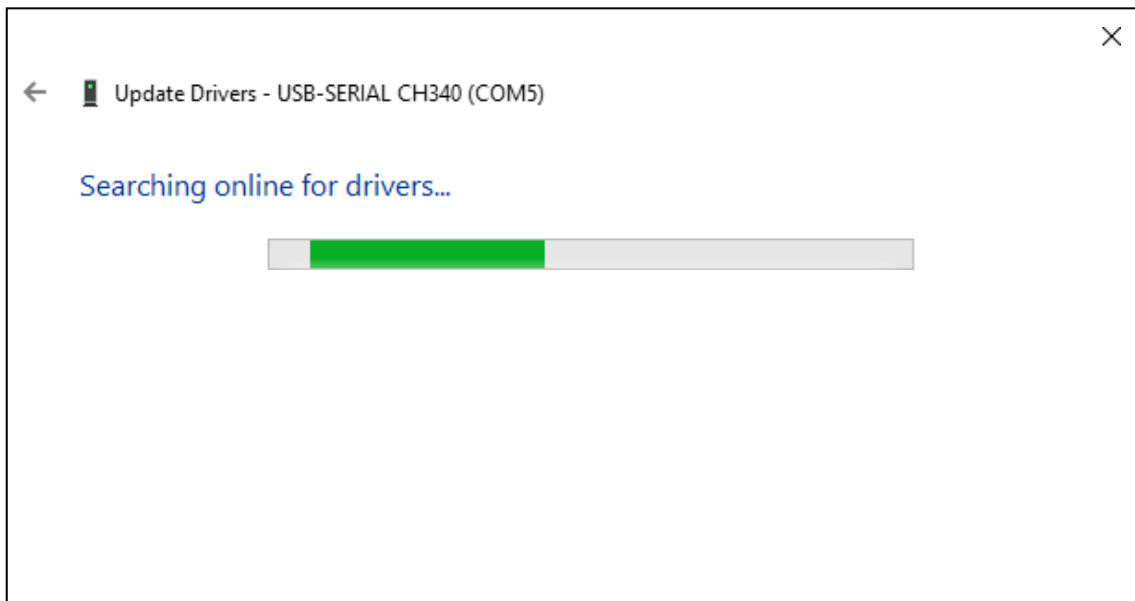 Update Drivers - USB-SERIAL CH340 (COM5)
Searching online for drivers...